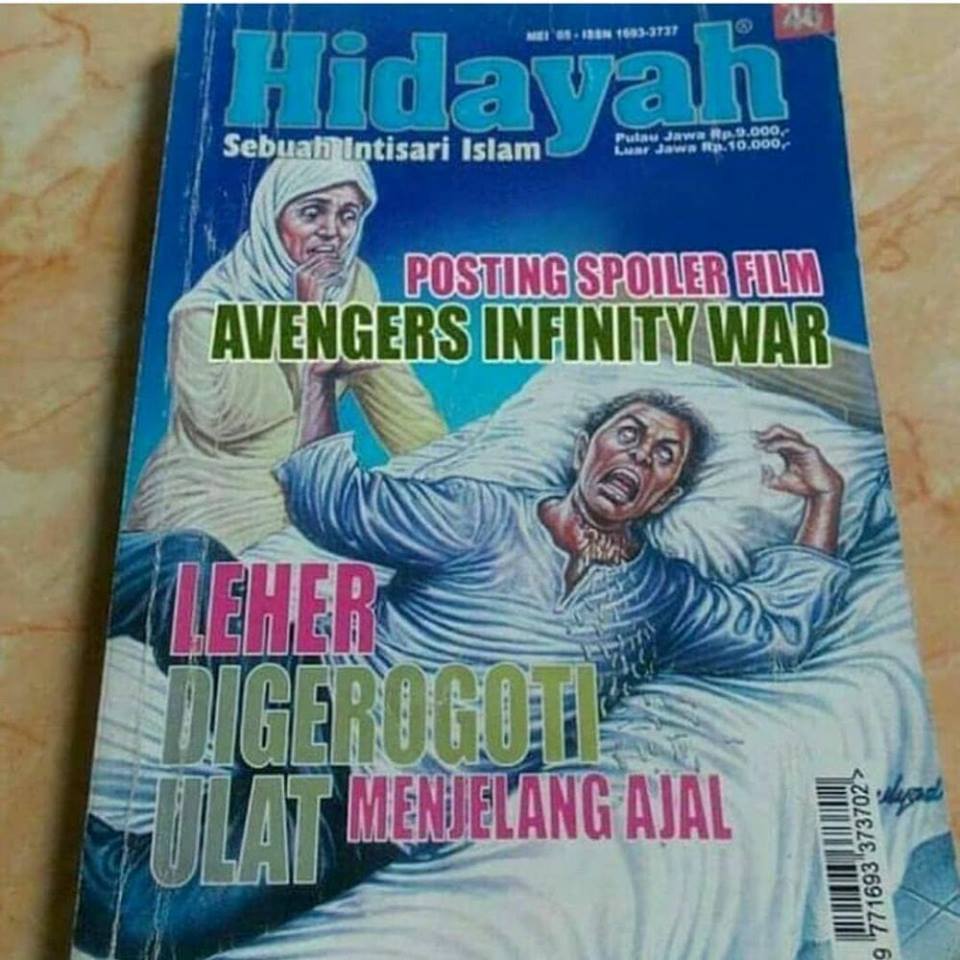 46
MEI '05 - ISSN 1693-3737
Hidayah®
Sebuah Intisari Islam
Pulau Jawa Rp.9.000,-
Luar Jawa Rp.10.000,-
POSTING SPOILER FILM
AVENGERS INFINITY WAR
LEHER
DIGEROGOTI
ULAT MENJELANG AJAL
9 771693 373702>